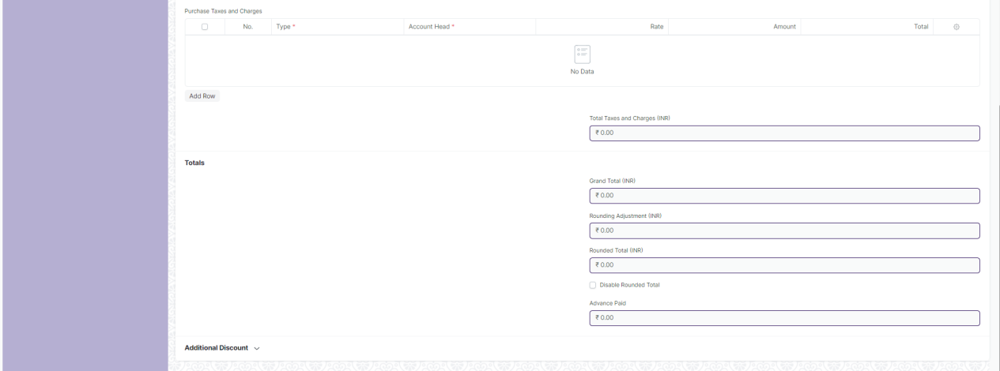 Purchase Taxes and Charges
No. Type * Account Head * Rate Amount Total
No Data
Add Row
Total Taxes and Charges (INR)
₹ 0.00
Totals
Grand Total (INR)
₹ 0.00
Rounding Adjustment (INR)
₹ 0.00
Rounded Total (INR)
₹ 0.00
Disable Rounded Total
Advance Paid
₹ 0.00
Additional Discount